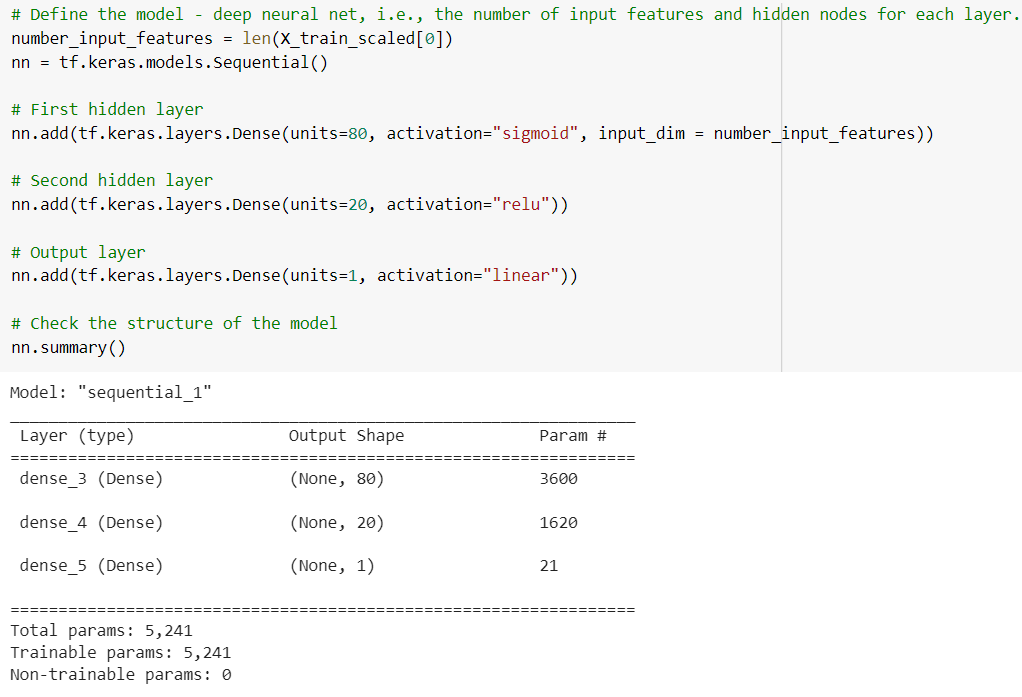 # Define the model - deep neural net, i.e., the number of input features and hidden nodes for each layer.
number_input_features = len(X_train_scaled[0])
nn = tf.keras.models.Sequential()
# First hidden layer
nn.add(tf.keras.layers.Dense(units=80, activation="sigmoid", input_dim = number_input_features))
# Second hidden layer
nn.add(tf.keras.layers.Dense(units=20, activation="relu"))
# Output layer
nn.add(tf.keras.layers.Dense(units=1, activation="linear"))
# Check the structure of the model
nn.summary()
Model: "sequential_1"
_________________________________________________________________
Layer (type) Output Shape Param #
=================================================================
dense_3 (Dense) (None, 80) 3600
dense_4 (Dense) (None, 20) 1620
dense_5 (Dense) (None, 1) 21
=================================================================
Total params: 5,241
Trainable params: 5,241
Non-trainable params: 0